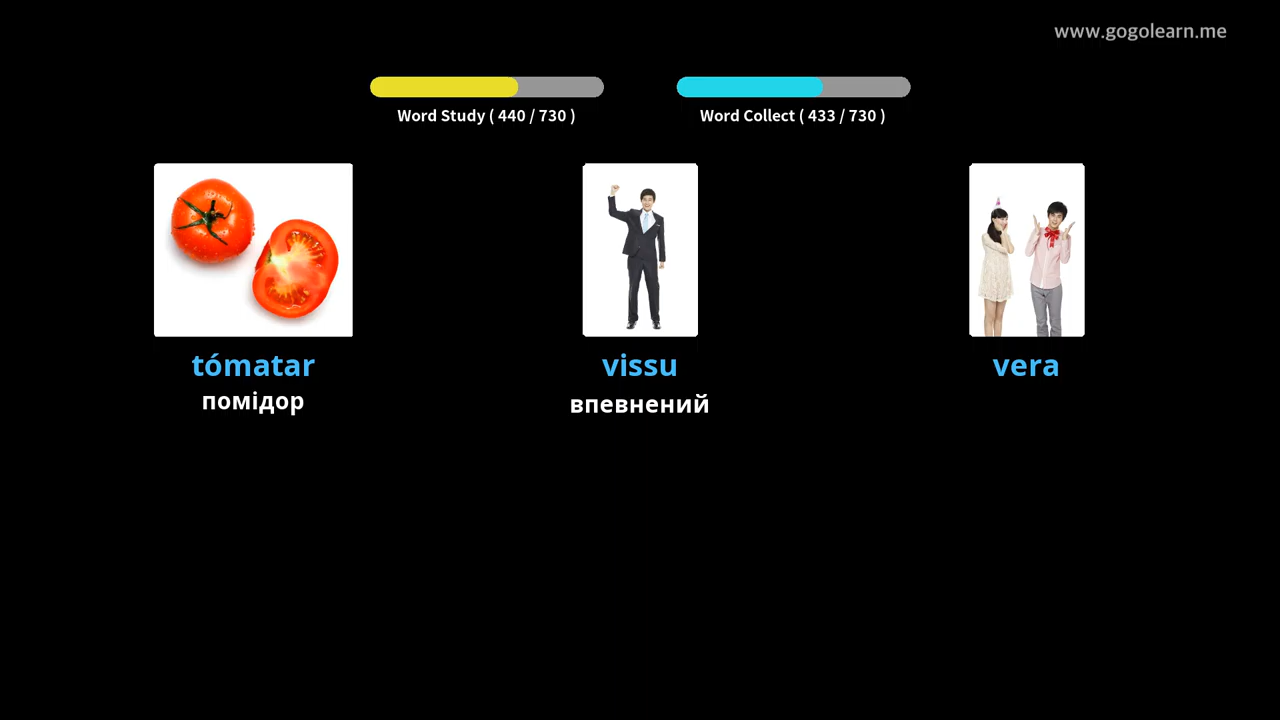 www.gogolearn.me
Word Study ( 440 / 730 )
Word Collect ( 433 / 730 )
tómatar
помідор
vissu
впевнений
vera